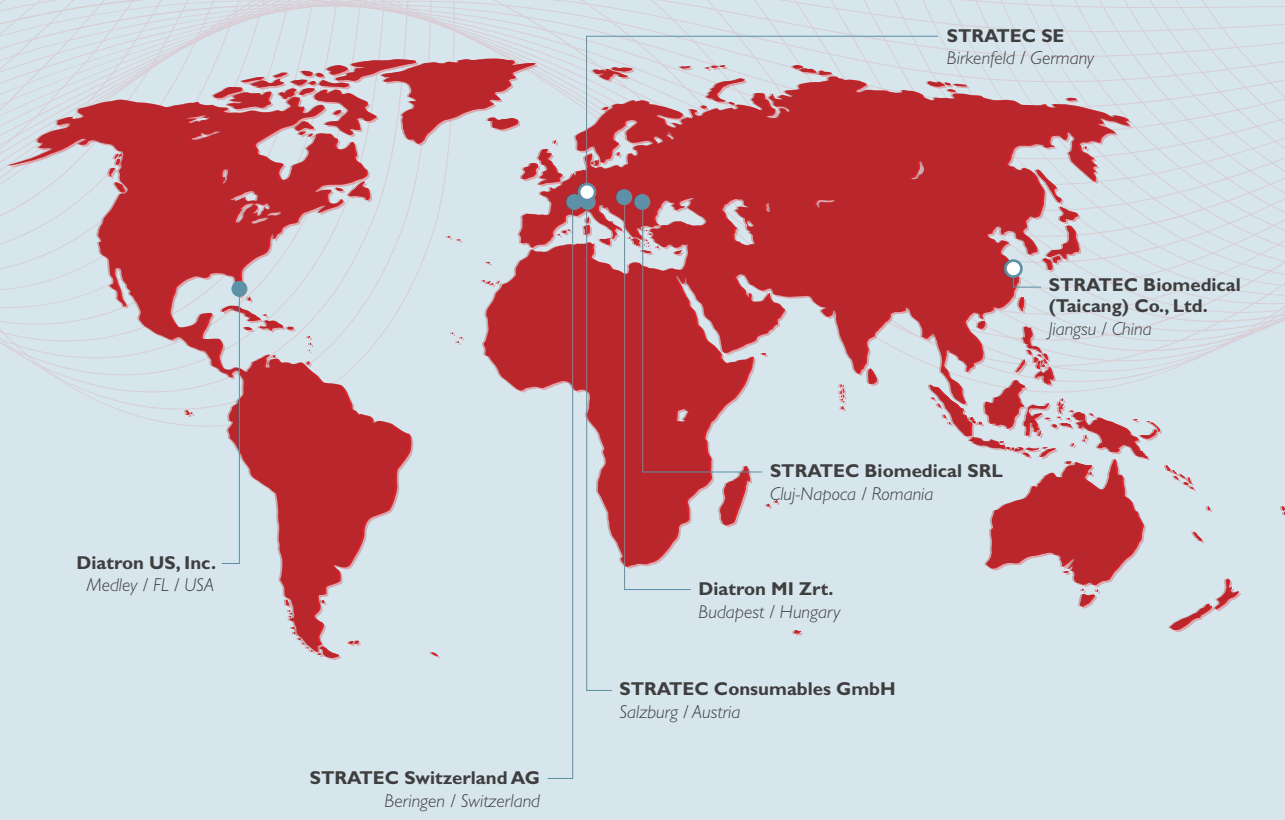 STRATEC SE
Birkenfeld / Germany
STRATEC Biomedical
(Taicang) Co., Ltd.
Jiangsu / China
STRATEC Biomedical SRL
Cluj-Napoca / Romania
Diatron US, Inc.
Medley / FL / USA
Diatron MI Zrt.
Budapest / Hungary
STRATEC Consumables GmbH
Salzburg / Austria
STRATEC Switzerland AG
Beringen / Switzerland